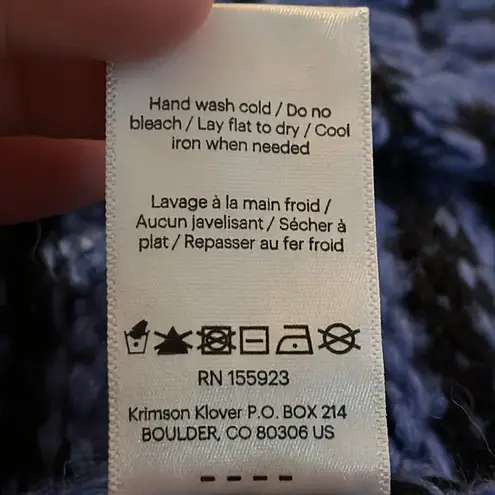 Hand wash cold / Do no
bleach / Lay flat to dry / Cool
iron when needed
Lavage à la main froid /
Aucun javelisant / Sécher à
plat / Repasser au fer froid
RN 155923
Krimson Klover P.O. BOX 214
BOULDER, CO 80306 US